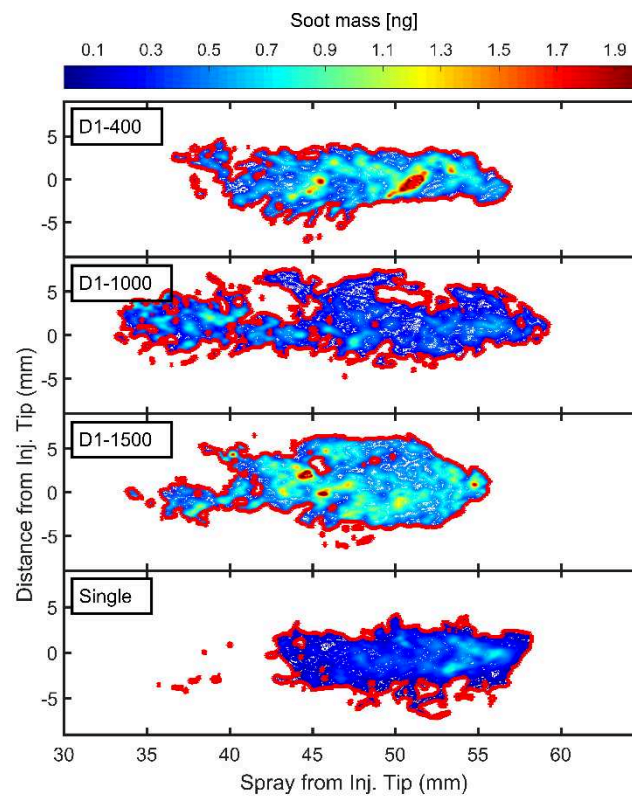 Soot mass [ng]
0.1 0.3 0.5 0.7 0.9 1.1 1.3 1.5 1.7 1.9
D1-400
5
0
-5
D1-1000
5
0
-5
D1-1500
5
0
-5
Single
5
0
-5
Distance from Inj. Tip (mm)
30 35 40 45 50 55 60
Spray from Inj. Tip (mm)